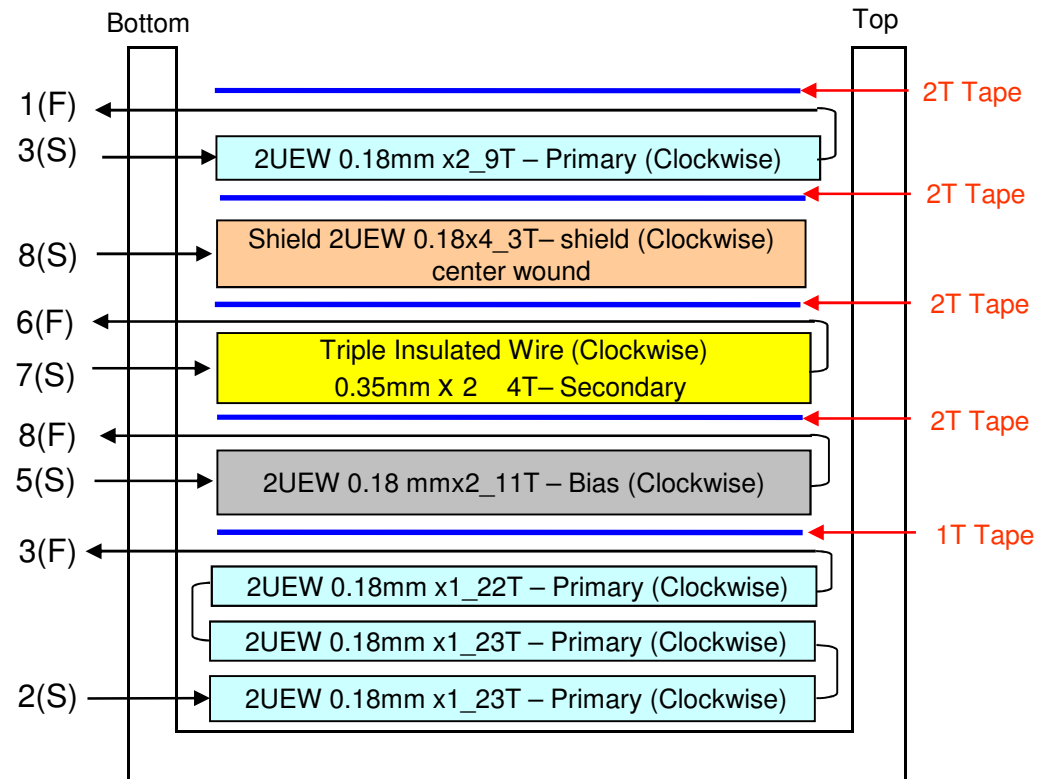 Bottom
Top
2T Tape
1(F)
3(S)
2UEW 0.18mm x2_9T – Primary (Clockwise)
2T Tape
8(S)
Shield 2UEW 0.18x4_3T– shield (Clockwise)
center wound
2T Tape
6(F)
7(S)
Triple Insulated Wire (Clockwise)
0.35mm x 2 4T– Secondary
2T Tape
8(F)
5(S)
2UEW 0.18 mmx2_11T – Bias (Clockwise)
1T Tape
3(F)
2UEW 0.18mm x1_22T – Primary (Clockwise)
2UEW 0.18mm x1_23T – Primary (Clockwise)
2(S)
2UEW 0.18mm x1_23T – Primary (Clockwise)